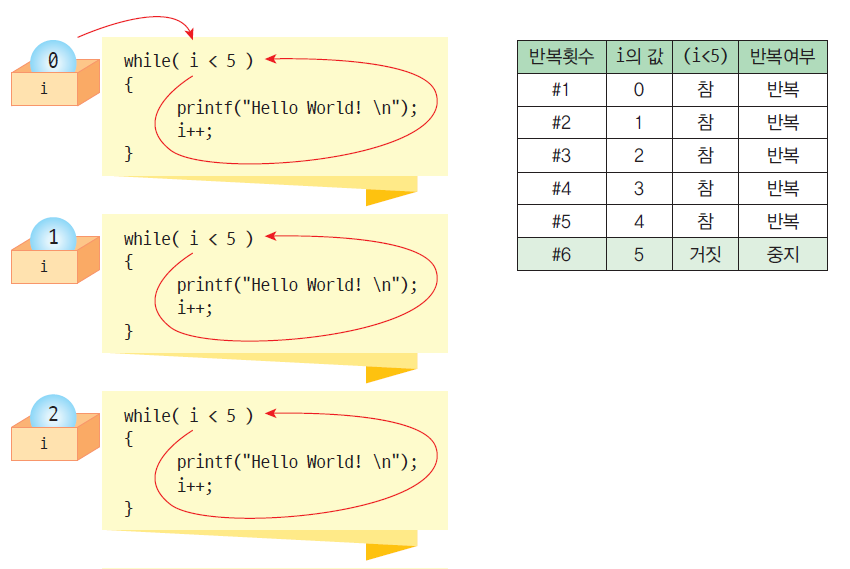 0
i
while( i < 5 )
{
printf("Hello World! \n");
i++;
}
1
i
while( i < 5 )
{
printf("Hello World! \n");
i++;
}
2
i
while( i < 5 )
{
printf("Hello World! \n");
i++;
}
반복횟수 i의 값 (i<5) 반복여부
#1 0 참 반복
#2 1 참 반복
#3 2 참 반복
#4 3 참 반복
#5 4 참 반복
#6 5 거짓 중지